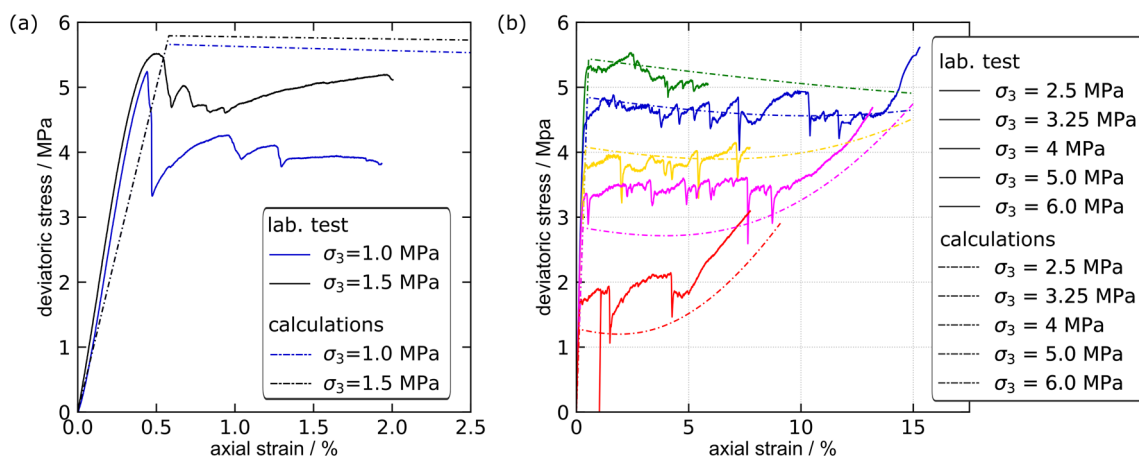 (a)
6
5
4
3
2
1
0
deviatoric stress / MPa
0.0 0.5 1.0 1.5 2.0 2.5
axial strain / %
lab. test
σ3=1.0 MPa
σ3=1.5 MPa
calculations
σ3=1.0 MPa
σ3=1.5 MPa
(b)
6
5
4
3
2
1
0
deviatoric stress / Mpa
0 5 10 15
axial strain / %
lab. test
σ3 = 2.5 MPa
σ3 = 3.25 MPa
σ3 = 4 MPa
σ3 = 5.0 MPa
σ3 = 6.0 MPa
calculations
σ3 = 2.5 MPa
σ3 = 3.25 MPa
σ3 = 4 MPa
σ3 = 5.0 MPa
σ3 = 6.0 MPa